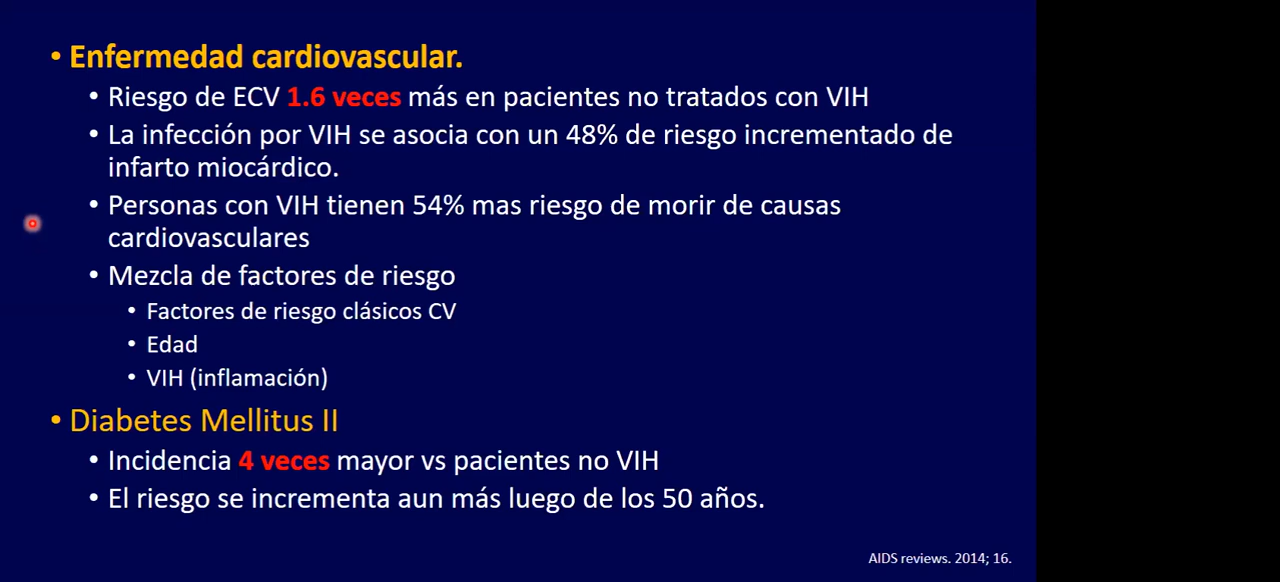 • Enfermedad cardiovascular.
• Riesgo de ECV 1.6 veces más en pacientes no tratados con VIH
• La infección por VIH se asocia con un 48% de riesgo incrementado de
infarto miocárdico.
• Personas con VIH tienen 54% mas riesgo de morir de causas
cardiovasculares
• Mezcla de factores de riesgo
• Factores de riesgo clásicos CV
• Edad
• VIH (inflamación)
• Diabetes Mellitus II
• Incidencia 4 veces mayor vs pacientes no VIH
• El riesgo se incrementa aun más luego de los 50 años.
AIDS reviews. 2014; 16.